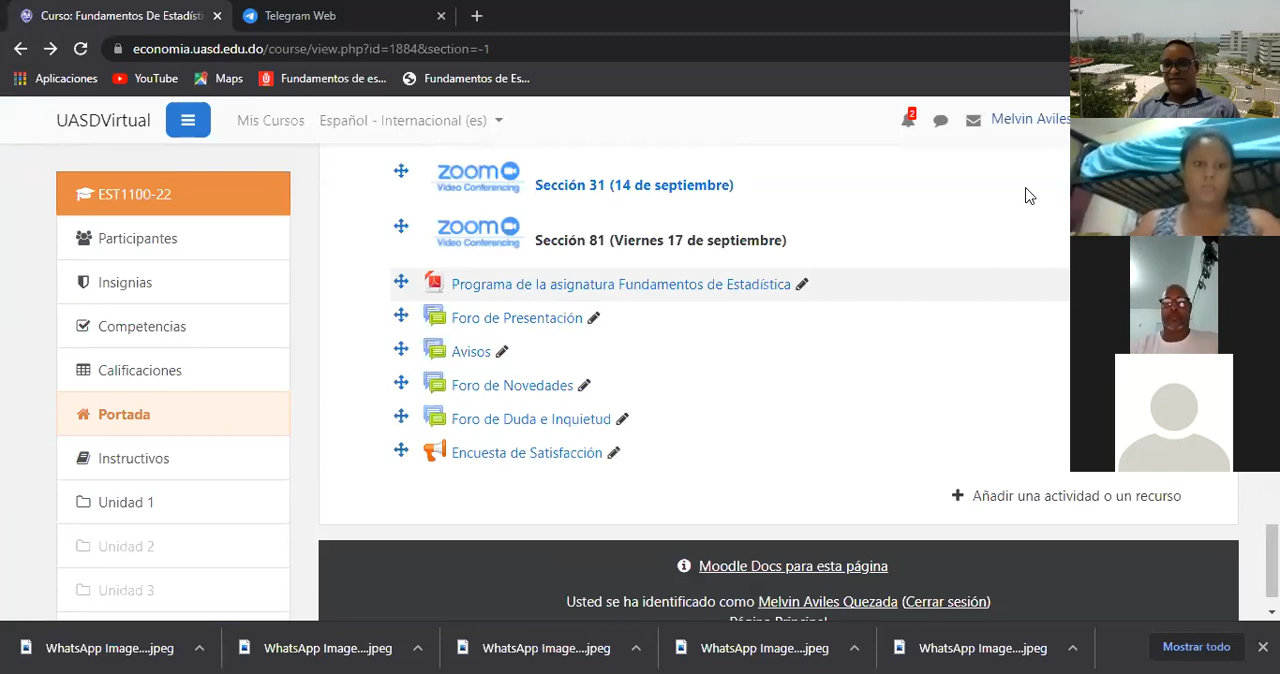 Curso: Fundamentos De Estadísti
Telegram Web
economia.uasd.edu.do/course/view.php?id=1884&section=-1
Aplicaciones YouTube Maps Fundamentos de es... Fundamentos de Es...
UASDVirtual Mis Cursos Español - Internacional (es) 2 Melvin Aviles
EST1100-22
Participantes
Insignias
Competencias
Calificaciones
Portada
Instructivos
Unidad 1
Unidad 2
Unidad 3
zoom
Video Conferencing
Sección 31 (14 de septiembre)
zoom
Video Conferencing
Sección 81 (Viernes 17 de septiembre)
Programa de la asignatura Fundamentos de Estadística
Foro de Presentación
Avisos
Foro de Novedades
Foro de Duda e Inquietud
Encuesta de Satisfacción
Añadir una actividad o un recurso
Moodle Docs para esta página
Usted se ha identificado como Melvin Aviles Quezada (Cerrar sesión)
Página Principal
WhatsApp Image....jpeg WhatsApp Image....jpeg WhatsApp Image....jpeg WhatsApp Image....jpeg WhatsApp Image....jpeg Mostrar todo